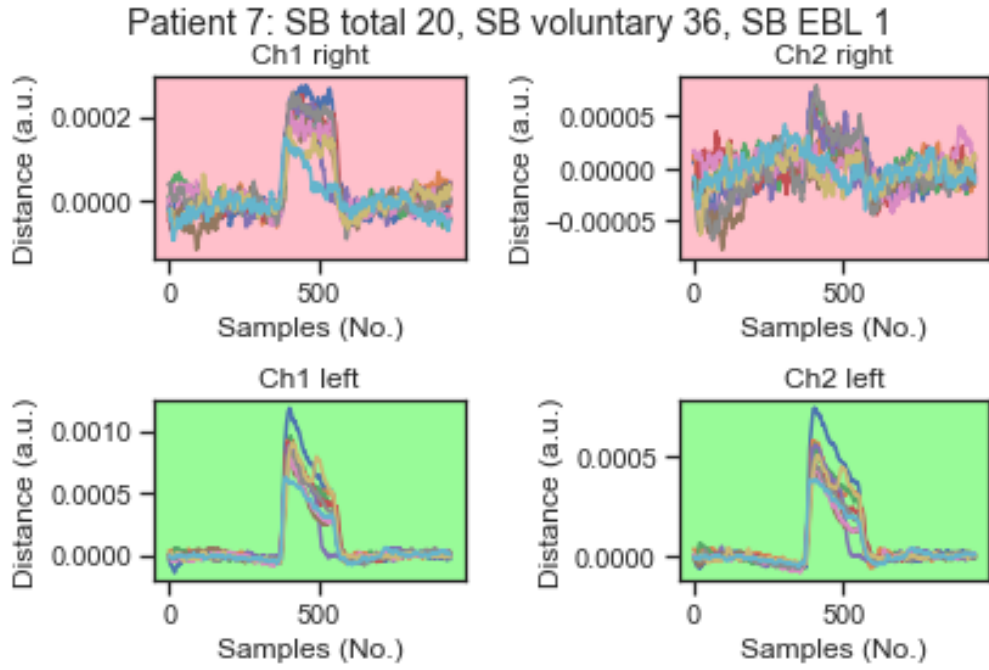 Patient 7: SB total 20, SB voluntary 36, SB EBL 1
Ch1 right
Ch2 right
Distance (a.u.)
0.0002
0.0000
0
500
Samples (No.)
Distance (a.u.)
0.00005
0.00000
−0.00005
0
500
Samples (No.)
Ch1 left
Ch2 left
Distance (a.u.)
0.0010
0.0005
0.0000
0
500
Samples (No.)
Distance (a.u.)
0.0005
0.0000
0
500
Samples (No.)